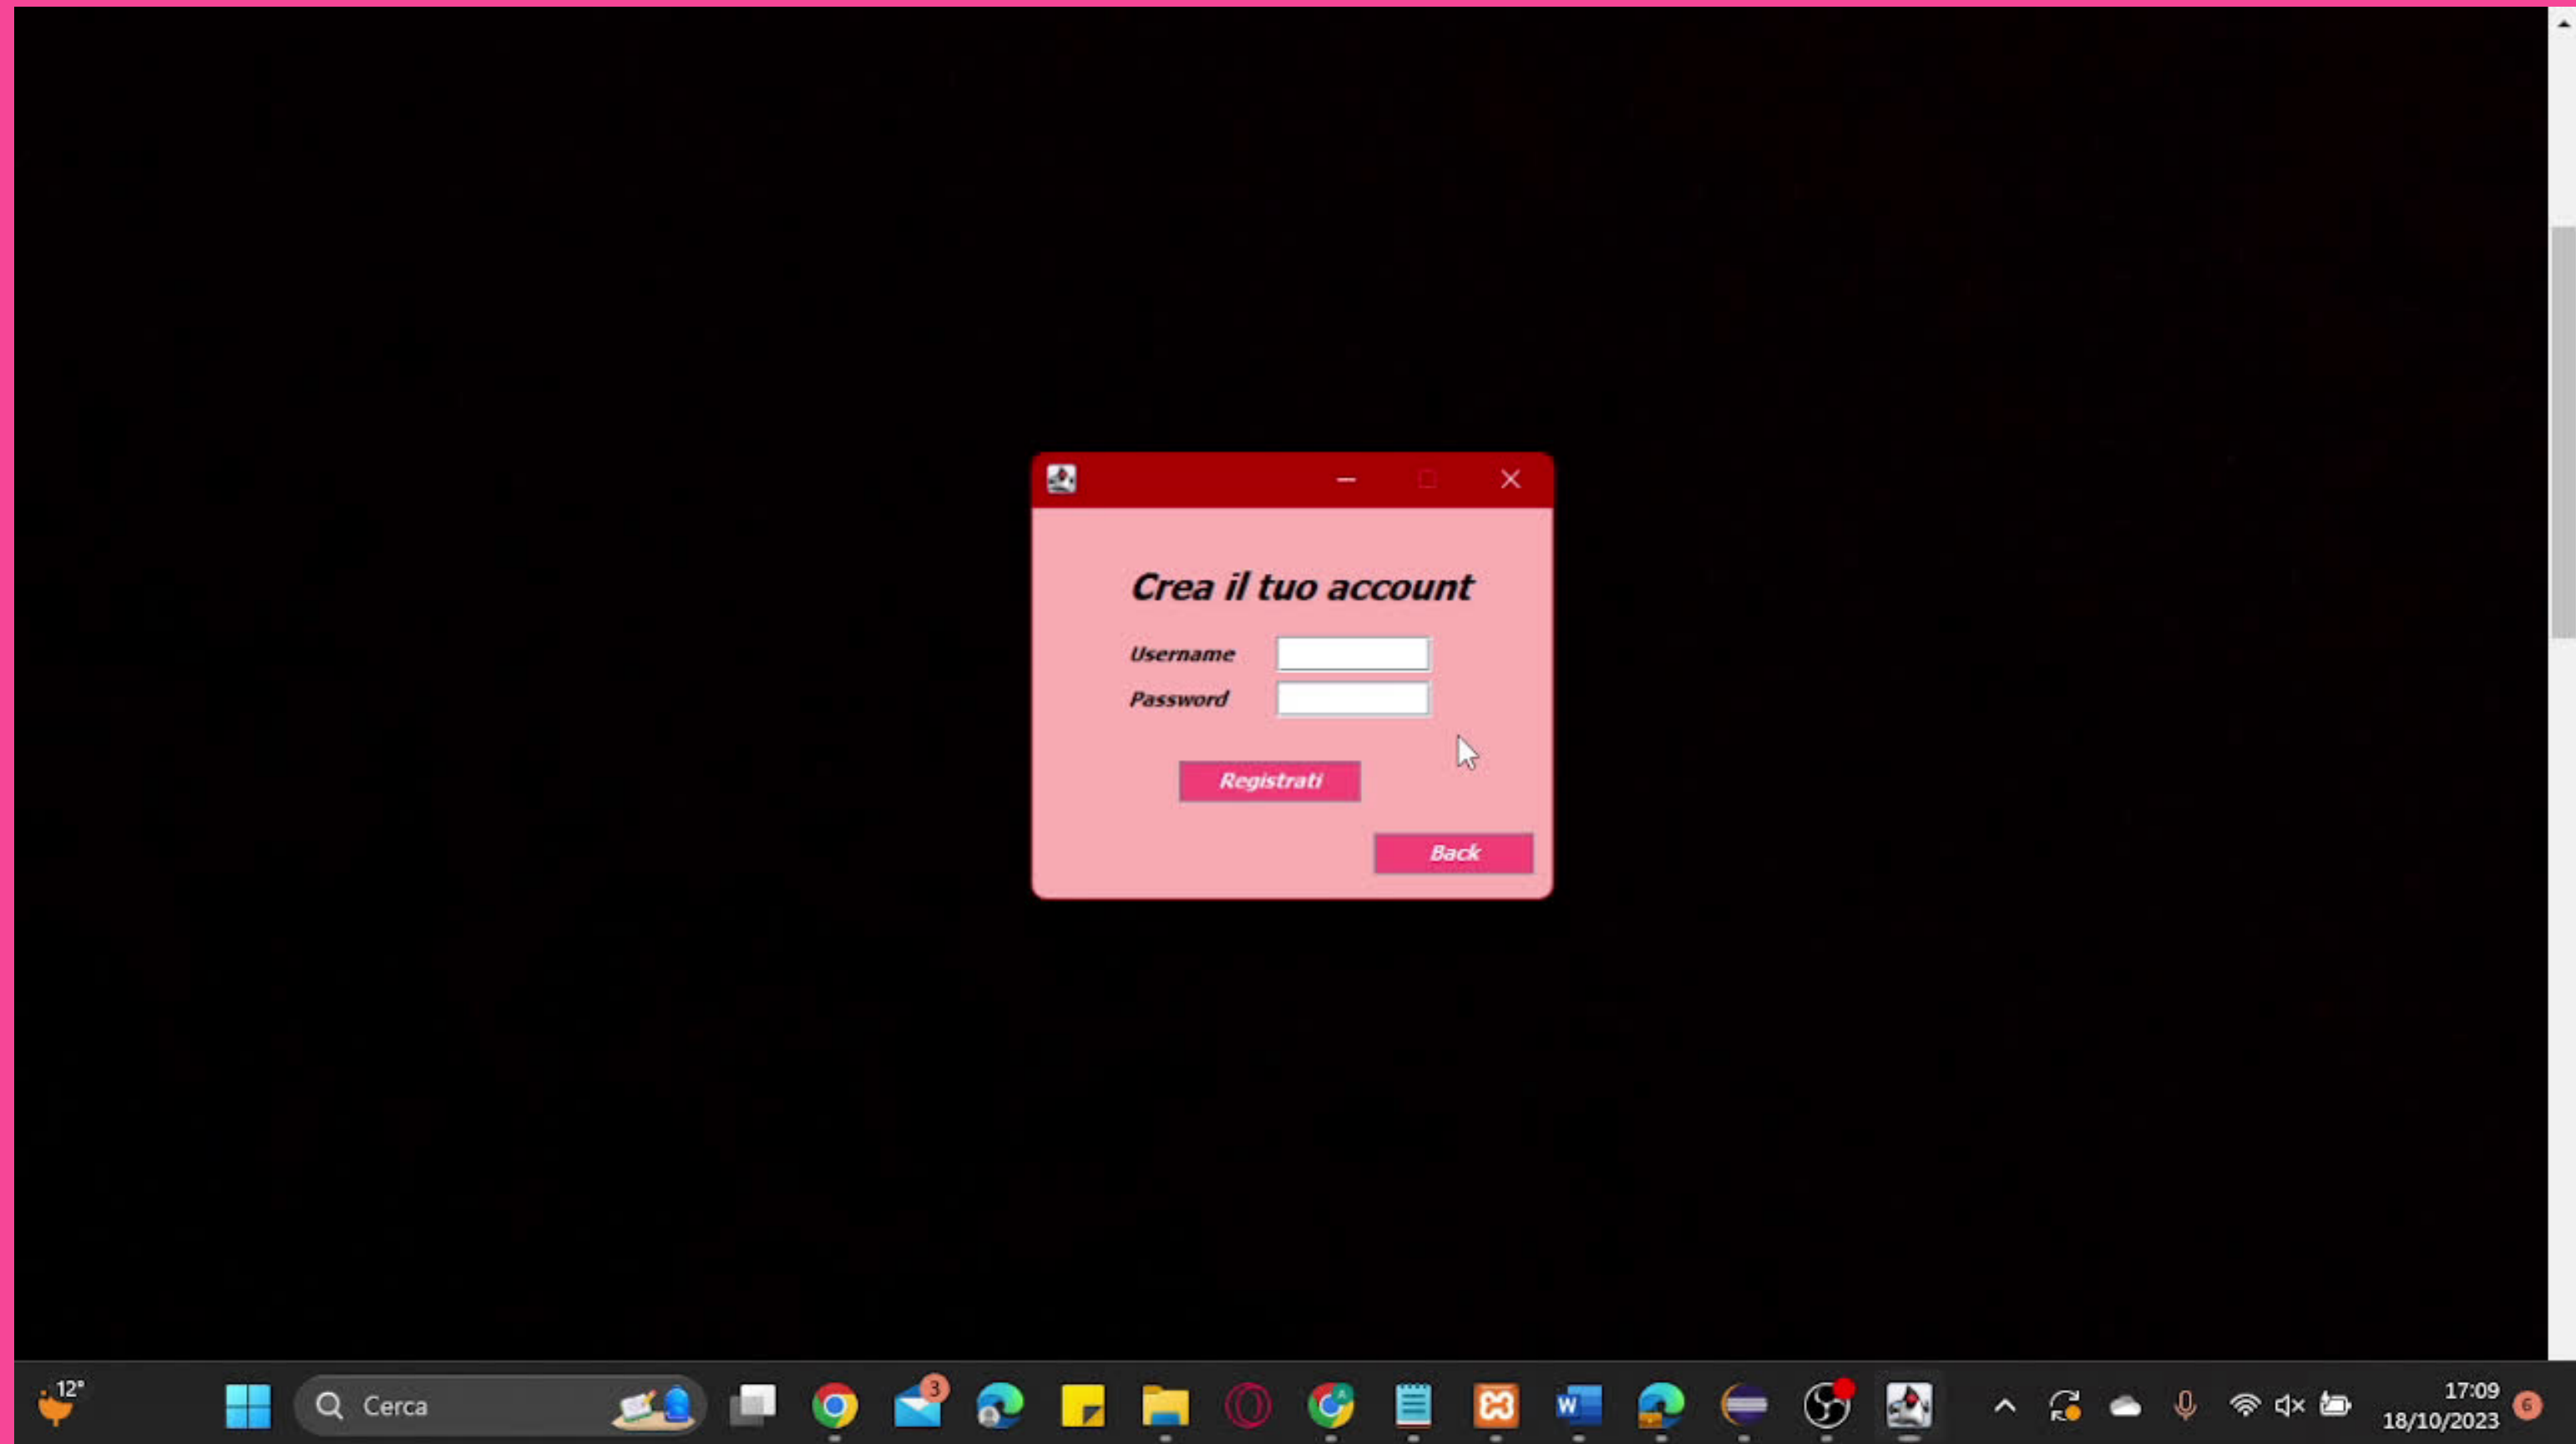 Crea il tuo account
Username
Password
Registrati
Back
12°
Cerca
3
W
A
17:09
18/10/2023
6